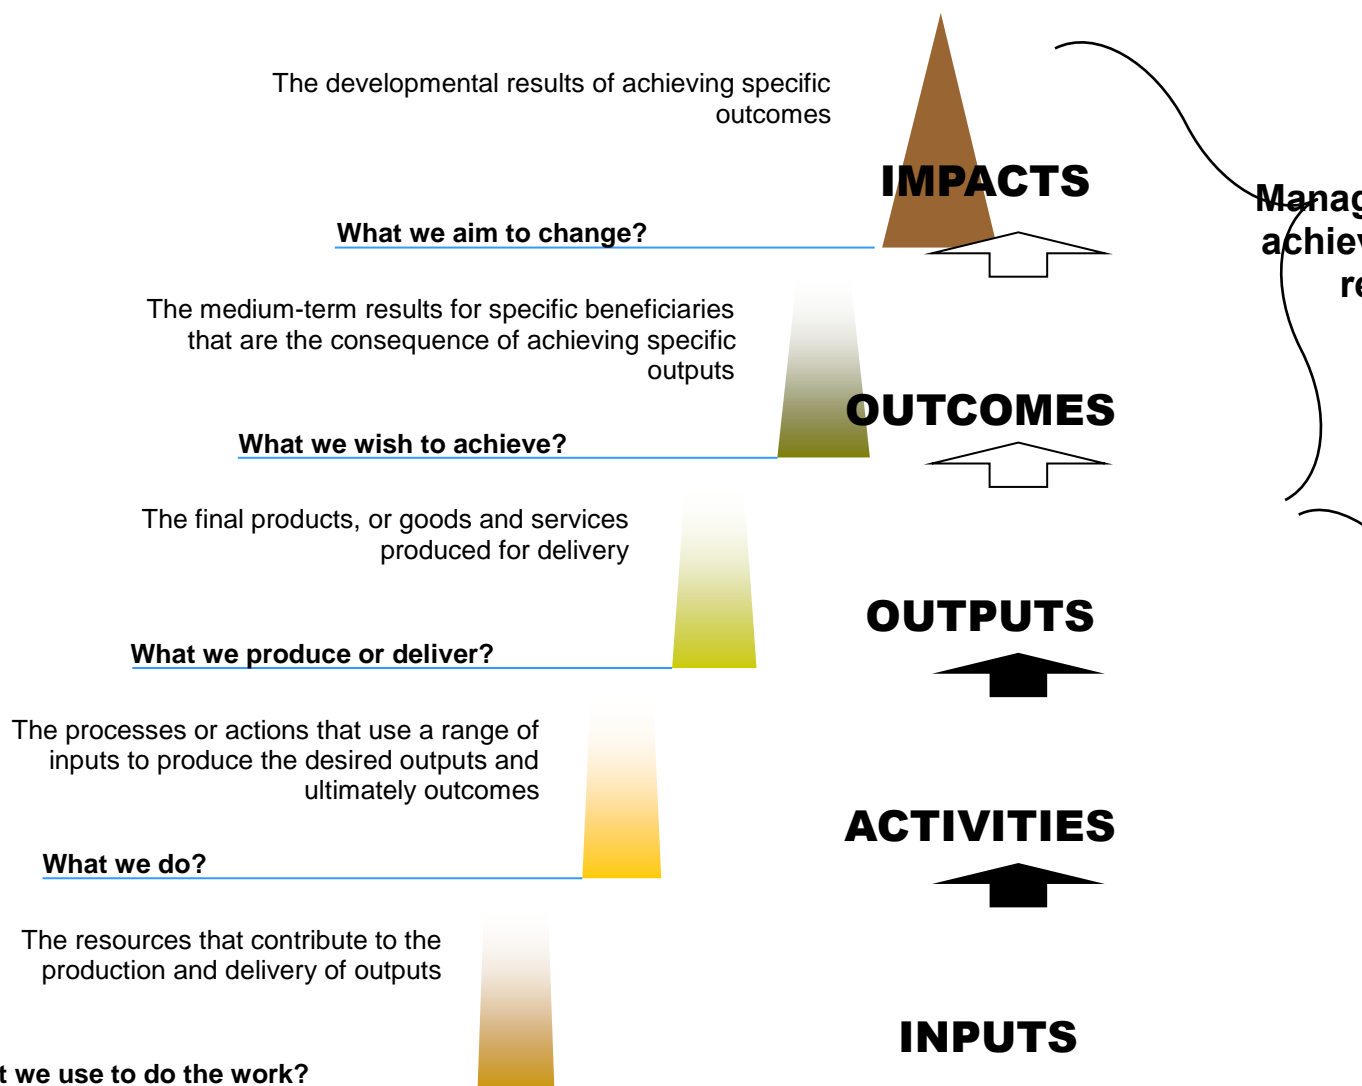 The developmental results of achieving specific
outcomes
IMPACTS
What we aim to change?
The medium-term results for specific beneficiaries
that are the consequence of achieving specific
outputs
OUTCOMES
What we wish to achieve?
The final products, or goods and services
produced for delivery
OUTPUTS
What we produce or deliver?
The processes or actions that use a range of
inputs to produce the desired outputs and
ultimately outcomes
ACTIVITIES
What we do?
The resources that contribute to the
production and delivery of outputs
INPUTS
we use to do the work?